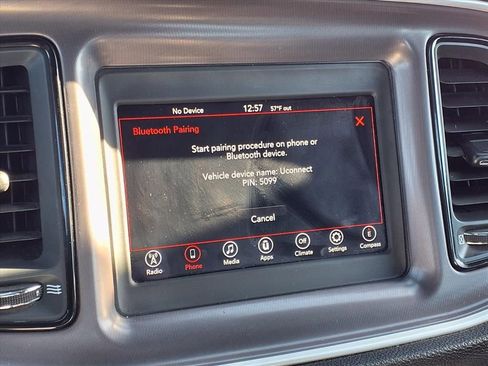 No Device 12:57 57°F out
Bluetooth Pairing X
Start pairing procedure on phone or
Bluetooth device.
Vehicle device name: Uconnect
PIN: 5099
Cancel
Off E
Radio Phone Media Apps Climate Settings Compass